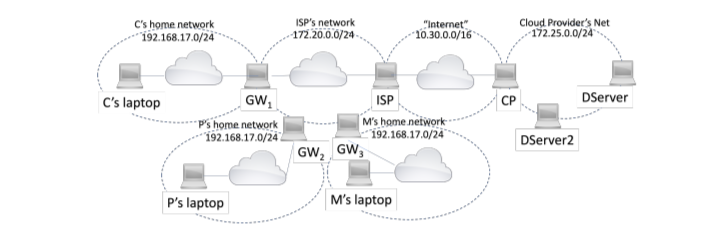 C's home network
192.168.17.0/24
ISP's network
172.20.0.0/24
"Internet"
10.30.0.0/16
Cloud Provider's Net
172.25.0.0/24
C's laptop
GW1
ISP
CP
DServer
DServer2
P's home network
192.168.17.0/24
GW2
M's home network
192.168.17.0/24
GW3
P's laptop
M's laptop